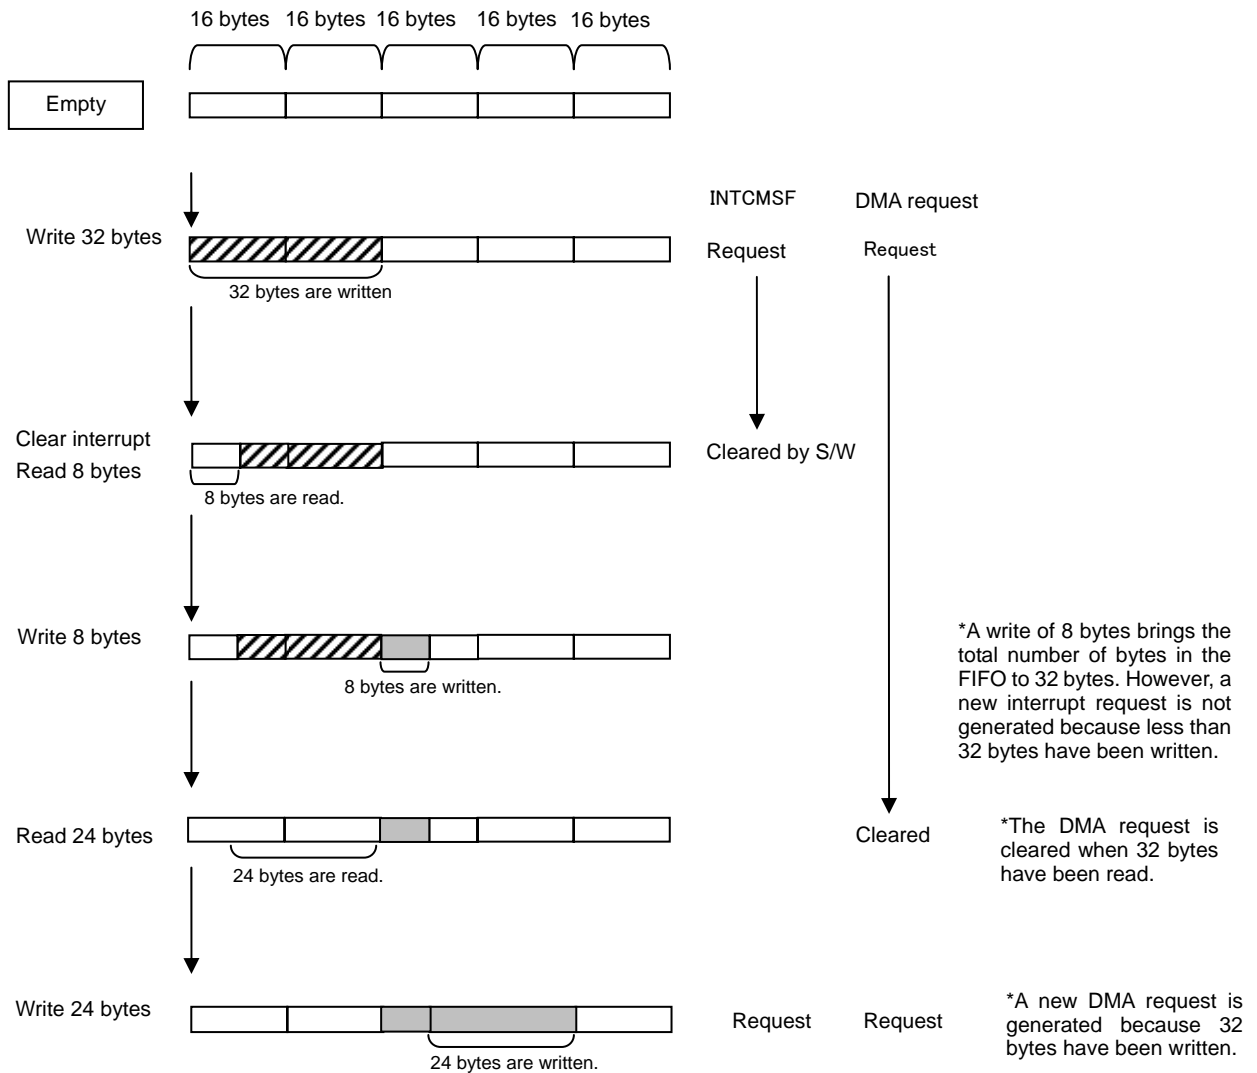 16 bytes 16 bytes 16 bytes 16 bytes 16 bytes
Empty
INTCMSF DMA request
Write 32 bytes
Request Request
32 bytes are written
Clear interrupt
Read 8 bytes
Cleared by S/W
8 bytes are read.
Write 8 bytes
8 bytes are written.
*A write of 8 bytes brings the
total number of bytes in the
FIFO to 32 bytes. However, a
new interrupt request is not
generated because less than
32 bytes have been written.
Read 24 bytes
24 bytes are read.
Cleared
*The DMA request is
cleared when 32 bytes
have been read.
Write 24 bytes
24 bytes are written.
Request Request
*A new DMA request is
generated because 32
bytes have been written.